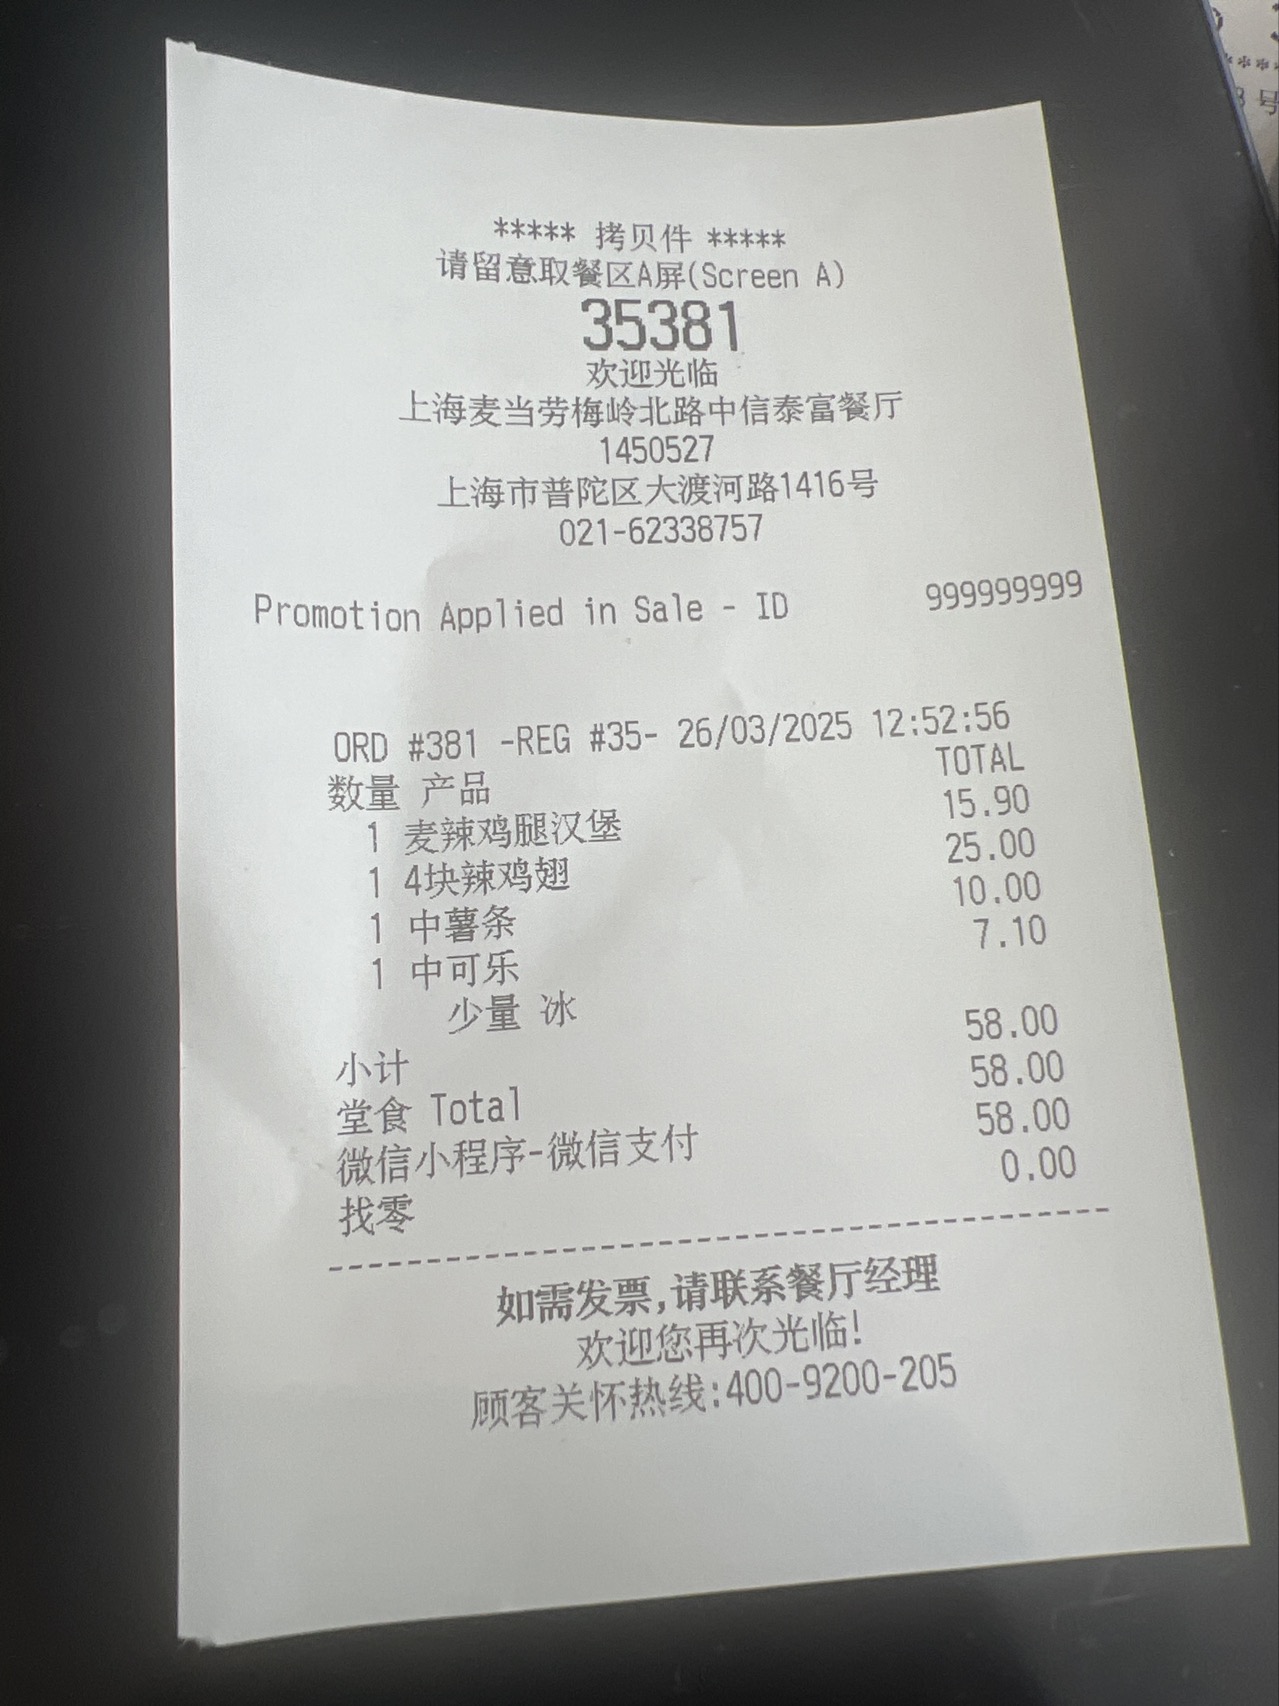 ***** 拷贝件 *****
请留意取餐区A屏(Screen A)
35381
欢迎光临
上海麦当劳梅岭北路中信泰富餐厅
1450527
上海市普陀区大渡河路1416号
021-62338757
Promotion Applied in Sale - ID 999999999
ORD #381 -REG #35- 26/03/2025 12:52:56
数量 产品 TOTAL
1 麦辣鸡腿汉堡 15.90
1 4块辣鸡翅 25.00
1 中薯条 10.00
1 中可乐 7.10
少量 冰
小计 58.00
堂食 Total 58.00
微信小程序-微信支付 58.00
找零 0.00
--------------------------------------
如需发票,请联系餐厅经理
欢迎您再次光临!
顾客关怀热线:400-9200-205
号